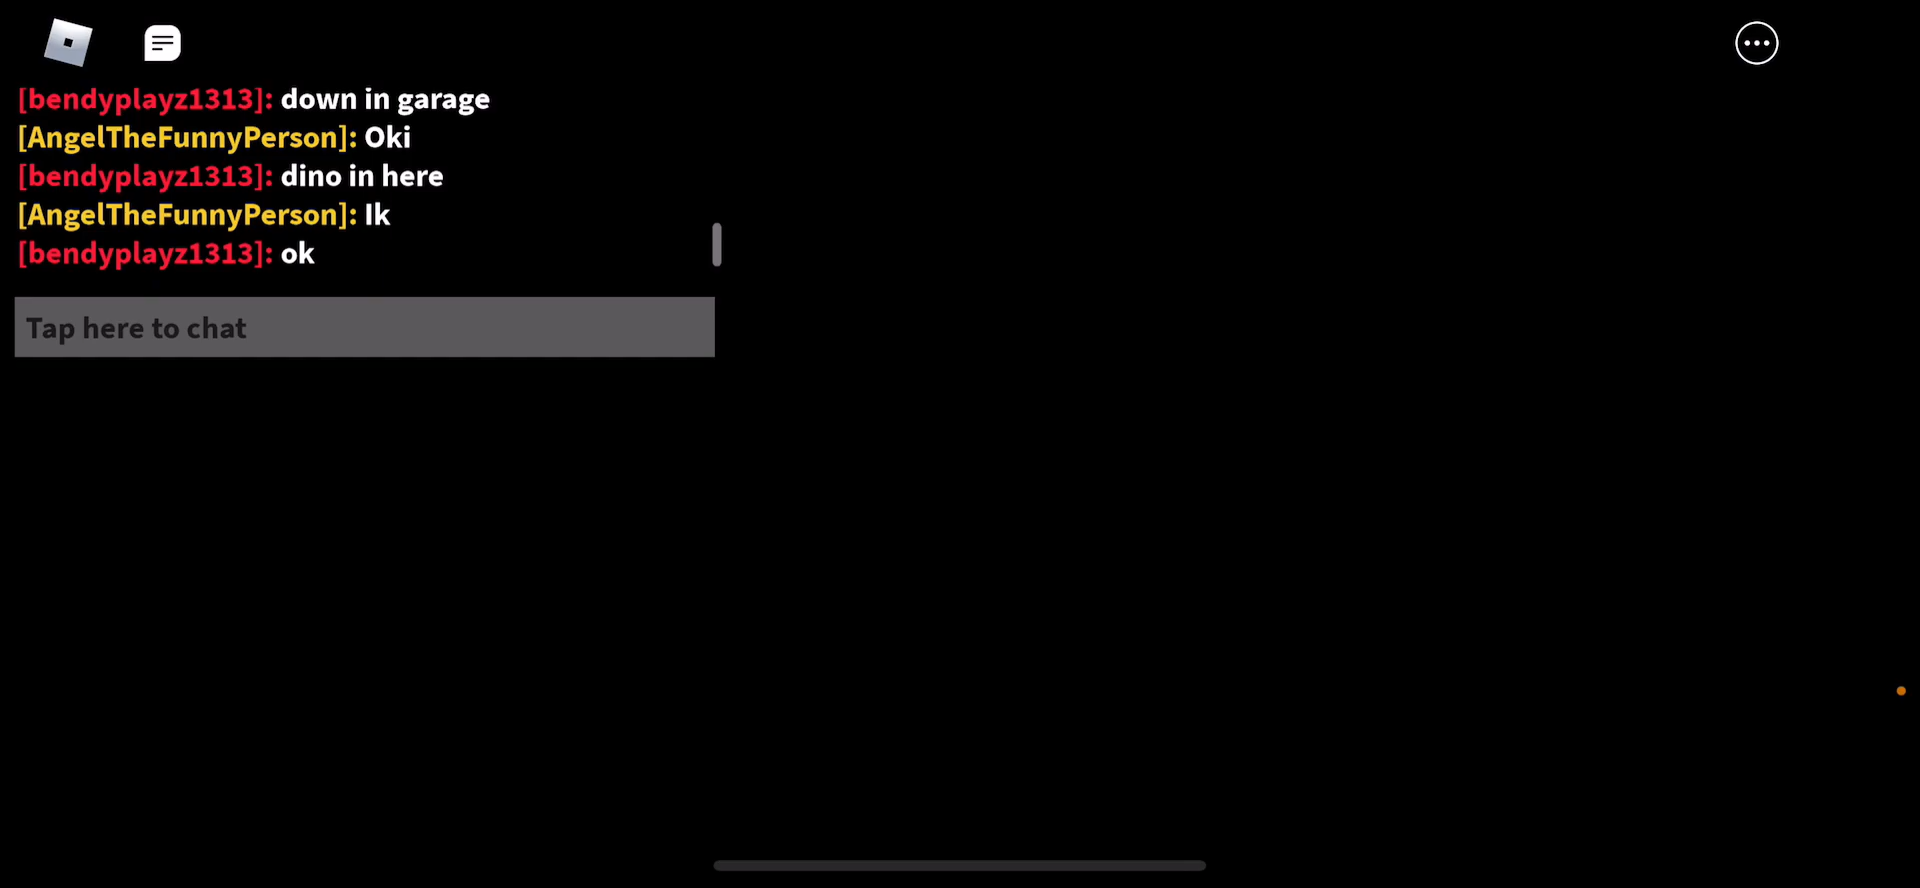 [bendyplayz1313]: down in garage
[AngelTheFunnyPerson]: Oki
[bendyplayz1313]: dino in here
[AngelTheFunnyPerson]: Ik
[bendyplayz1313]: ok
Tap here to chat